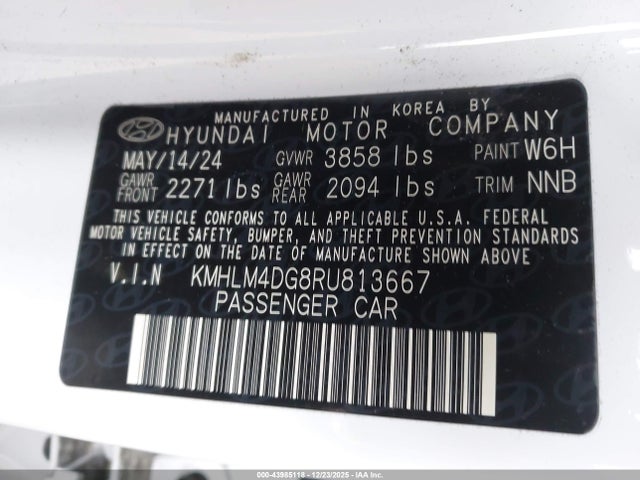 MANUFACTURED IN KOREA BY
HYUNDAI MOTOR COMPANY
MAY/14/24 GVWR 3858 lbs PAINT W6H
GAWR FRONT 2271 lbs GAWR REAR 2094 lbs TRIM NNB
THIS VEHICLE CONFORMS TO ALL APPLICABLE U.S.A. FEDERAL
MOTOR VEHICLE SAFETY, BUMPER, AND THEFT PREVENTION STANDARDS
IN EFFECT ON THE DATE OF MANUFACTURE SHOWN ABOVE.
V.I.N KMHLM4DG8RU813667
PASSENGER CAR
000-43985118 - 12/23/2025 - IAAI.COM